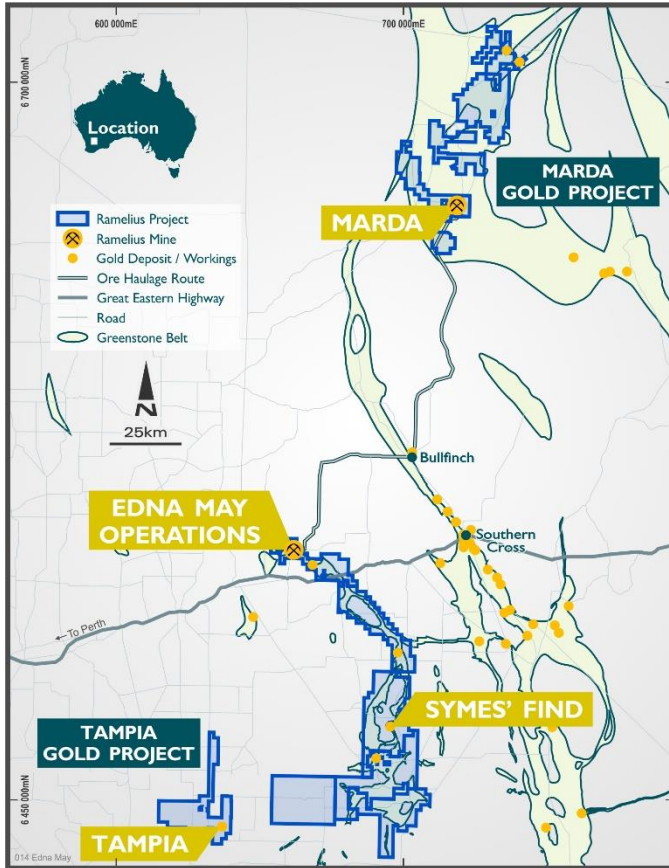 600 000mE
700 000mE
6 700 000mN
Location
MARDA
GOLD PROJECT
MARDA
Ramelius Project
Ramelius Mine
Gold Deposit / Workings
Ore Haulage Route
Great Eastern Highway
Road
Greenstone Belt
N
25km
Bullfinch
EDNA MAY
OPERATIONS
Southern
Cross
To Perth
SYMES' FIND
TAMPIA
GOLD PROJECT
6 450 000mN
TAMPIA
014 Edna May